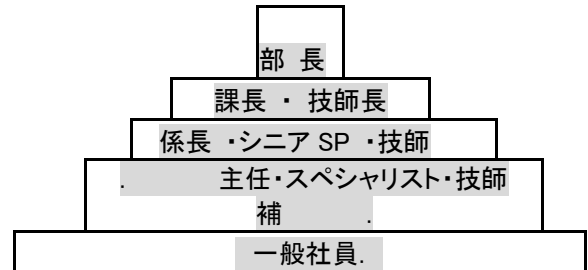 部 長
課長 ・ 技師長
係長 ・シニア SP ・技師
. 主任・スペシャリスト・技師
補 .
一般社員.